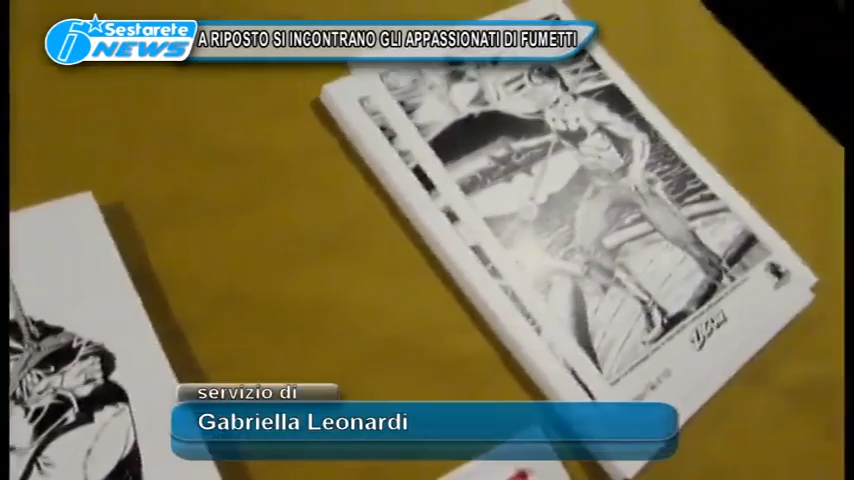 Sestarete
6 NEWS
A RIPOSTO SI INCONTRANO GLI APPASSIONATI DI FUMETTI
servizio di
Gabriella Leonardi